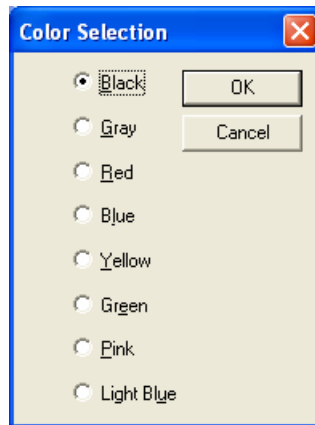 Color Selection
Black
OK
Gray
Cancel
Red
Blue
Yellow
Green
Pink
Light Blue